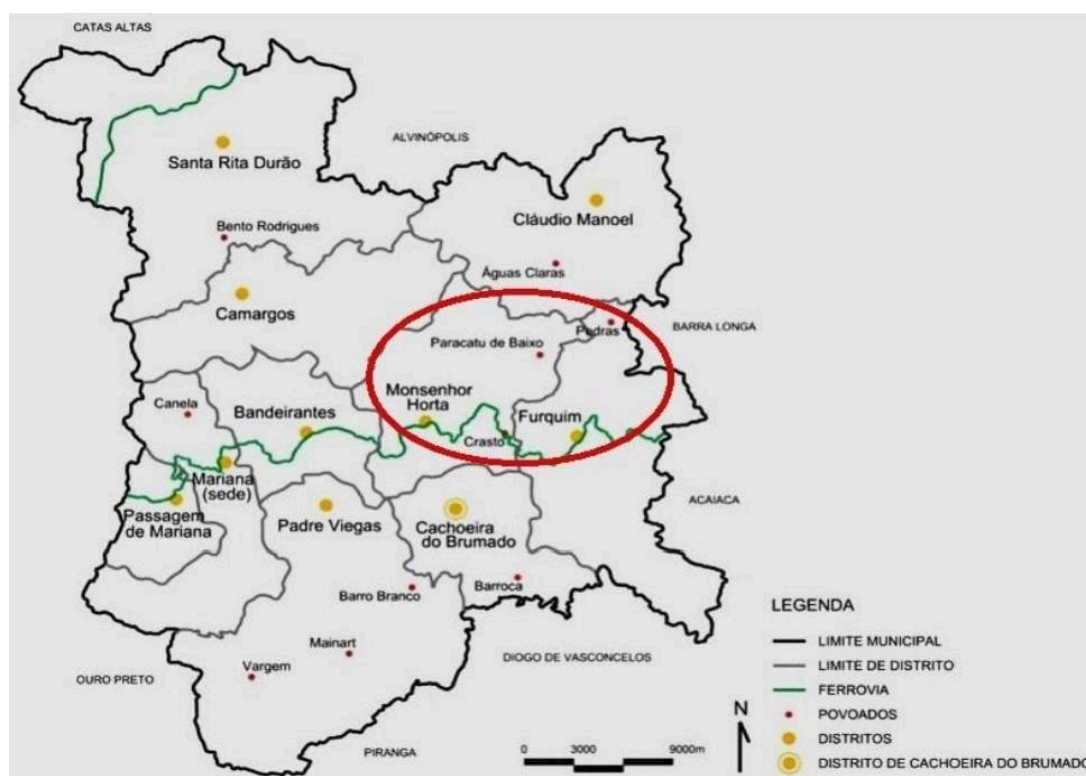 CATAS ALTAS
ALVINÓPOLIS
Santa Rita Durão
Cláudio Manoel
Bento Rodrigues
Águas Claras
Camargos
Pedras
BARRA LONGA
Paracatu de Baixo
Canela
Bandeirantes
Monsenhor
Horta
Furquim
Crasto
Mariana
(sede)
Passagem
de Mariana
Padre Viegas
Cachoeira
do Brumado
ACAIACA
Barro Branco
Barroca
Mainart
Vargem
OURO PRETO
DIOGO DE VASCONCELOS
PIRANGA
LEGENDA
LIMITE MUNICIPAL
LIMITE DE DISTRITO
FERROVIA
POVOADOS
DISTRITOS
DISTRITO DE CACHOEIRA DO BRUMADO
N
0 3000 9000m